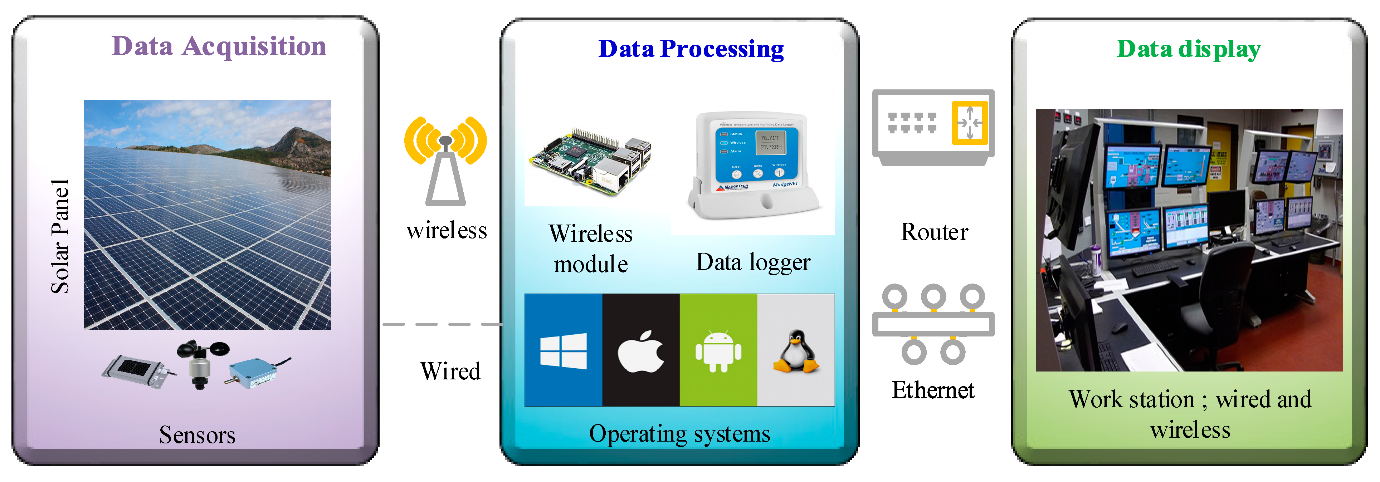 Data Acquisition
Solar Panel
Sensors
wireless
Wired
Data Processing
Wireless
module
Data logger
Operating systems
Router
Ethernet
Data display
Work station ; wired and
wireless